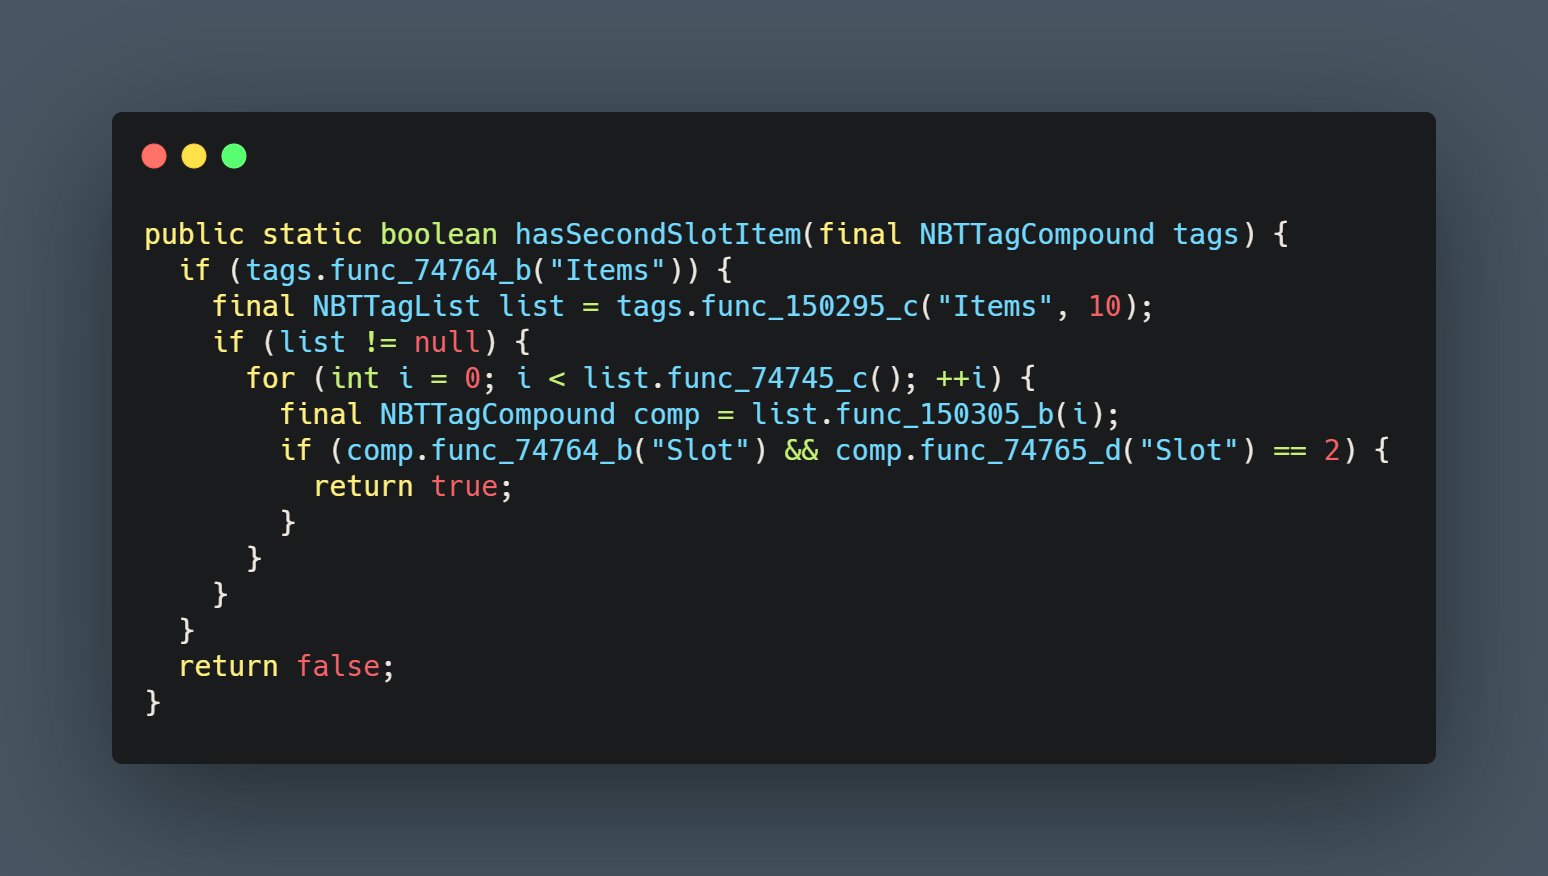 public static boolean hasSecondSlotItem(final NBTTagCompound tags) {
  if (tags.func_74764_b("Items")) {
    final NBTTagList list = tags.func_150295_c("Items", 10);
    if (list != null) {
      for (int i = 0; i < list.func_74745_c(); ++i) {
        final NBTTagCompound comp = list.func_150305_b(i);
        if (comp.func_74764_b("Slot") && comp.func_74765_d("Slot") == 2) {
          return true;
        }
      }
    }
  }
  return false;
}